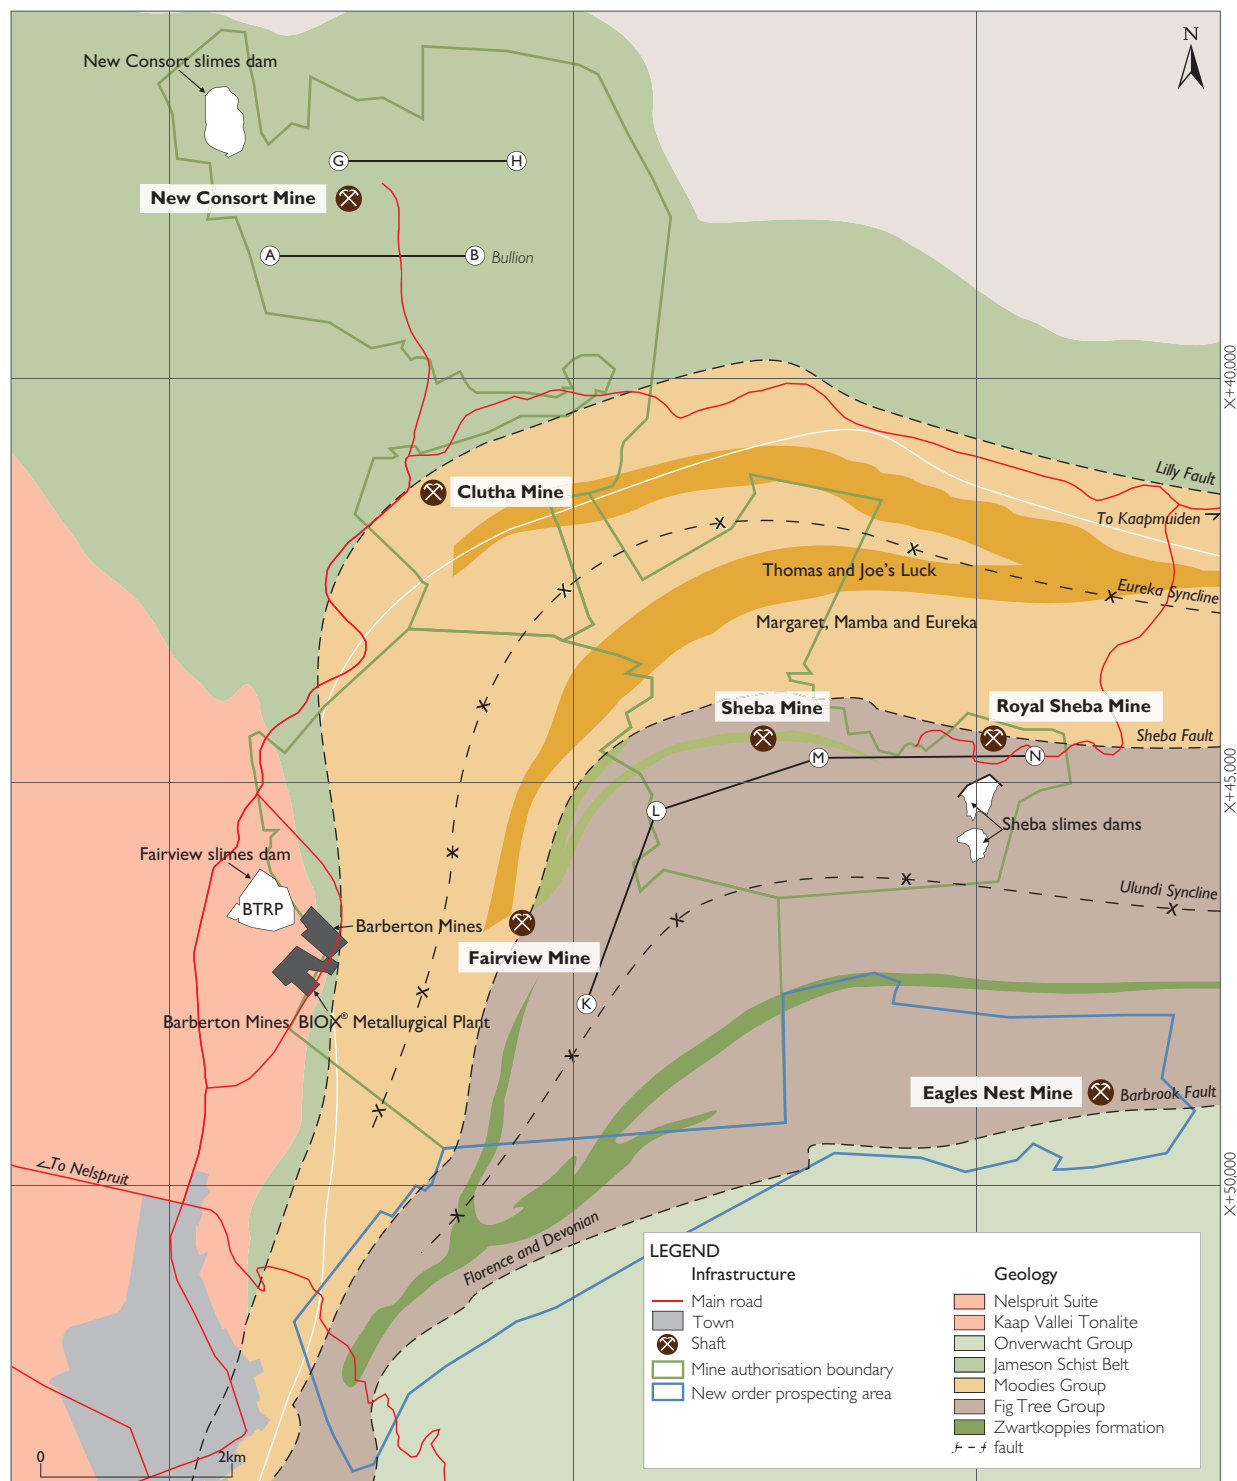 N
New Consort slimes dam
G
H
New Consort Mine
A
B
Bullion
X+40,000
Lilly Fault
Clutha Mine
To Kaapmuiden
Thomas and Joe's Luck
Eureka Syncline
Margaret, Mamba and Eureka
Sheba Mine
Royal Sheba Mine
Sheba Fault
M
N
X+45,000
L
Sheba slimes dams
Fairview slimes dam
Ulundi Syncline
BTRP
Barberton Mines
Fairview Mine
K
Barberton Mines BIOX® Metallurgical Plant
Eagles Nest Mine
Barbrook Fault
To Nelspruit
X+50,000
Florence and Devonian
LEGEND
Infrastructure
Main road
Town
Shaft
Mine authorisation boundary
New order prospecting area
Geology
Nelspruit Suite
Kaap Vallei Tonalite
Onverwacht Group
Jameson Schist Belt
Moodies Group
Fig Tree Group
Zwartkoppies formation
fault
0
2km